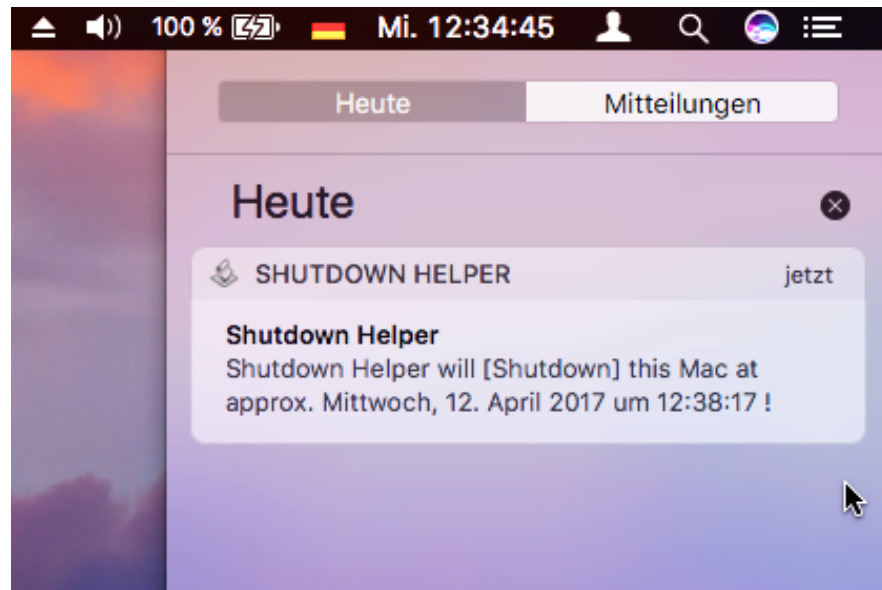 100 % Mi. 12:34:45
Heute Mitteilungen
Heute
SHUTDOWN HELPER jetzt
Shutdown Helper
Shutdown Helper will [Shutdown] this Mac at
approx. Mittwoch, 12. April 2017 um 12:38:17 !